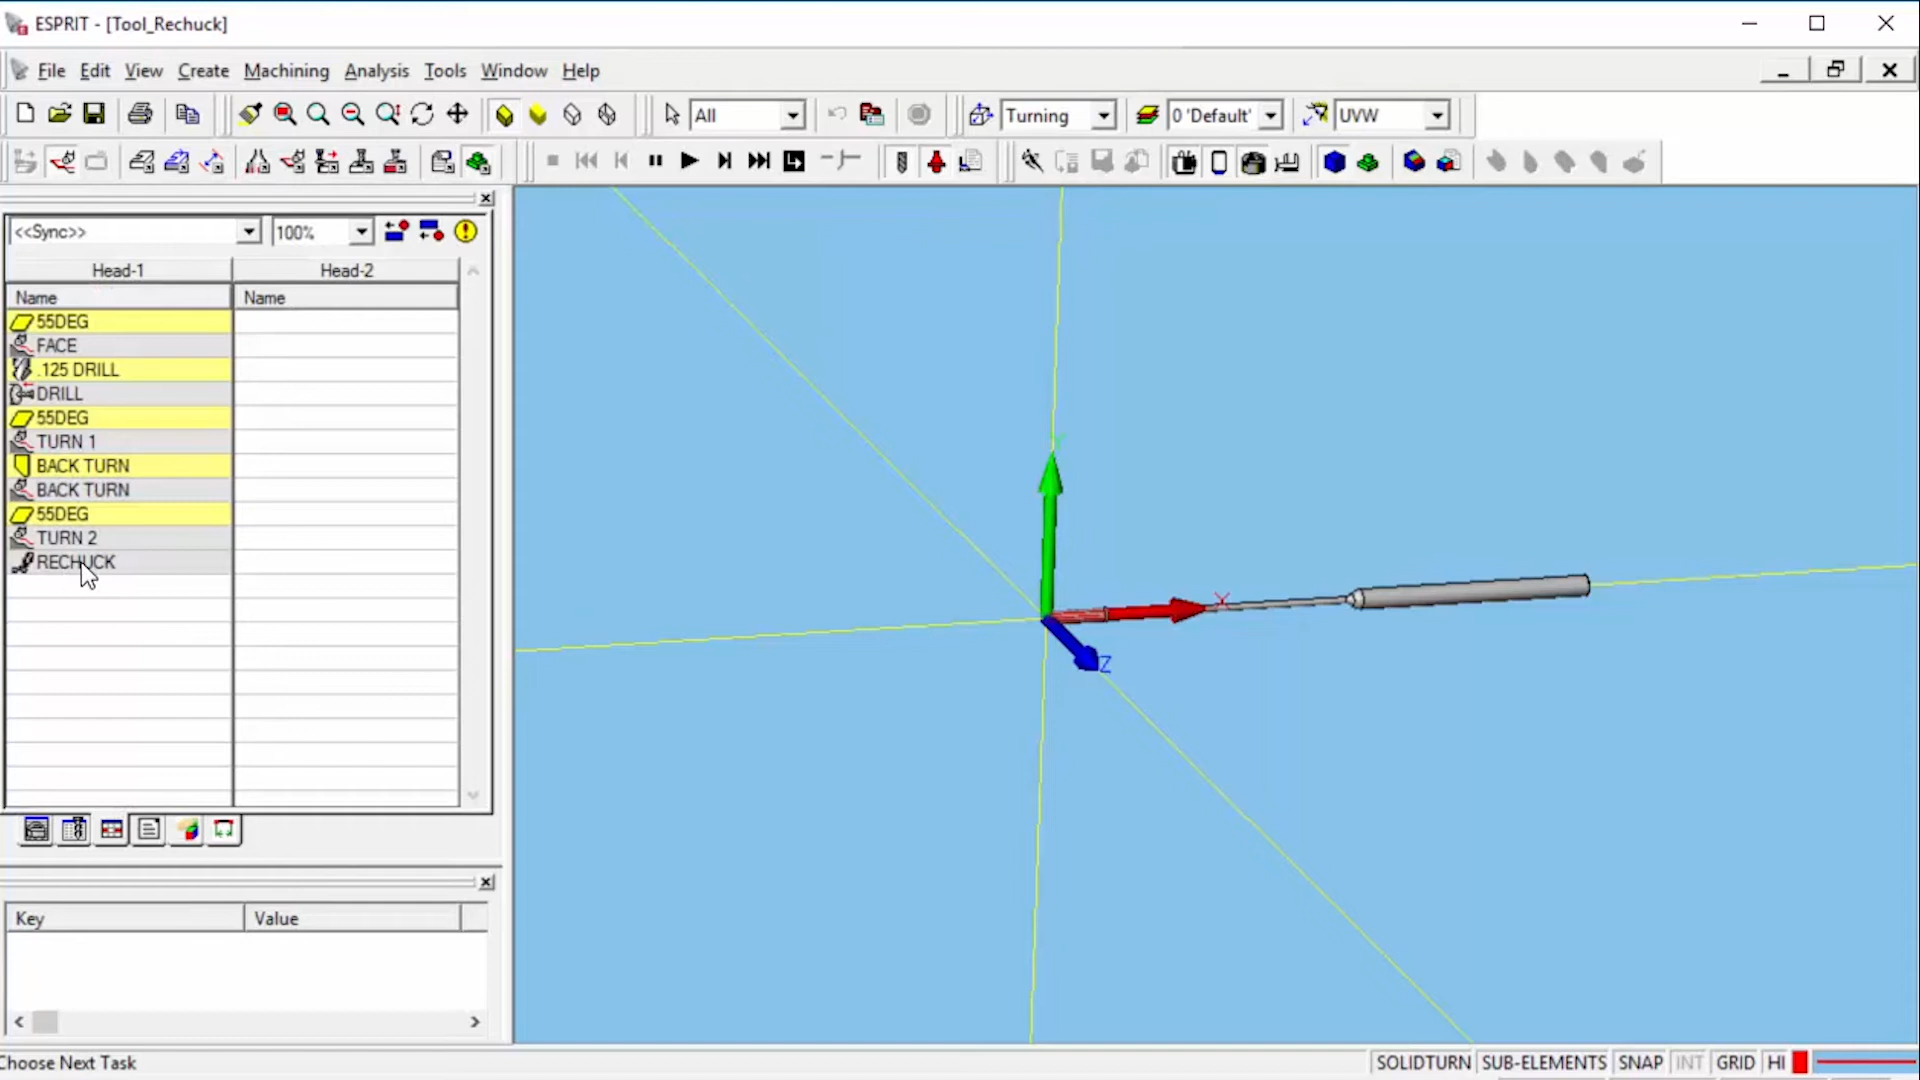 ESPRIT - [Tool_Rechuck]
File Edit View Create Machining Analysis Tools Window Help
All Turning 0 'Default' UVW
<<Sync>> 100%
Head-1 Head-2
Name Name
55DEG
FACE
.125 DRILL
DRILL
55DEG
TURN 1
BACK TURN
BACK TURN
55DEG
TURN 2
RECHUCK
Y
X
Z
Key Value
Choose Next Task SOLIDTURN SUB-ELEMENTS SNAP INT GRID HI